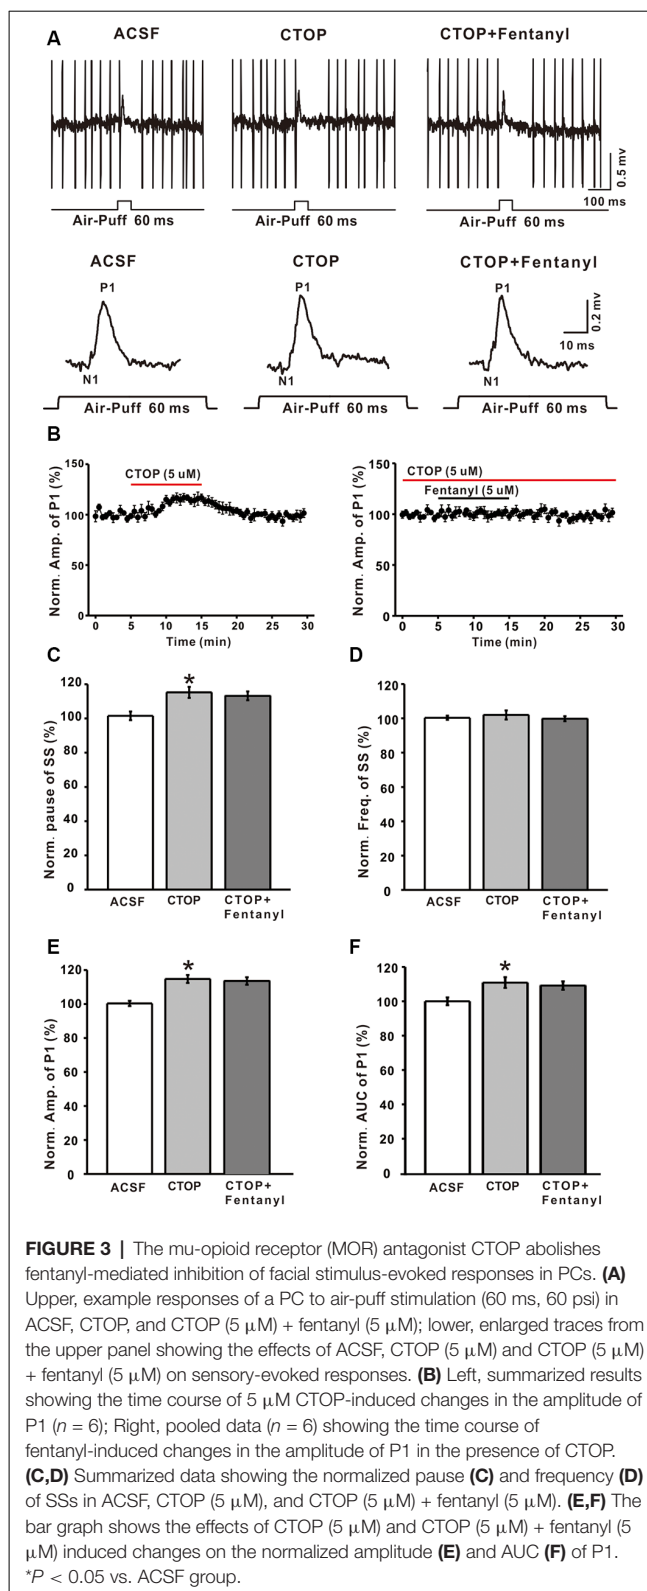 A
ACSF
CTOP
CTOP+Fentanyl
0.5 mv
100 ms
Air-Puff 60 ms
Air-Puff 60 ms
Air-Puff 60 ms
ACSF
CTOP
CTOP+Fentanyl
P1
P1
P1
0.2 mv
10 ms
N1
N1
N1
Air-Puff 60 ms
Air-Puff 60 ms
Air-Puff 60 ms
B
Norm. Amp. of P1 (%)
150
100
50
0
CTOP (5 uM)
0 5 10 15 20 25 30
Time (min)
Norm. Amp. of P1 (%)
150
100
50
0
CTOP (5 uM)
Fentanyl (5 uM)
0 5 10 15 20 25 30
Time (min)
C
Norm. pause of SS (%)
120
100
80
60
40
20
0
*
ACSF
CTOP
CTOP+
Fentanyl
D
Norm. Freq. of SS (%)
120
100
80
60
40
20
0
ACSF
CTOP
CTOP+
Fentanyl
E
Norm. Amp. of P1 (%)
120
100
80
60
40
20
0
*
ACSF
CTOP
CTOP+
Fentanyl
F
Norm. AUC of P1 (%)
120
100
80
60
40
20
0
*
ACSF
CTOP
CTOP+
Fentanyl
FIGURE 3 | The mu-opioid receptor (MOR) antagonist CTOP abolishes
fentanyl-mediated inhibition of facial stimulus-evoked responses in PCs. (A)
Upper, example responses of a PC to air-puff stimulation (60 ms, 60 psi) in
ACSF, CTOP, and CTOP (5 μM) + fentanyl (5 μM); lower, enlarged traces from
the upper panel showing the effects of ACSF, CTOP (5 μM) and CTOP (5 μM)
+ fentanyl (5 μM) on sensory-evoked responses. (B) Left, summarized results
showing the time course of 5 μM CTOP-induced changes in the amplitude of
P1 (n = 6); Right, pooled data (n = 6) showing the time course of
fentanyl-induced changes in the amplitude of P1 in the presence of CTOP.
(C,D) Summarized data showing the normalized pause (C) and frequency (D)
of SSs in ACSF, CTOP (5 μM), and CTOP (5 μM) + fentanyl (5 μM). (E,F) The
bar graph shows the effects of CTOP (5 μM) and CTOP (5 μM) + fentanyl (5
μM) induced changes on the normalized amplitude (E) and AUC (F) of P1.
*P < 0.05 vs. ACSF group.